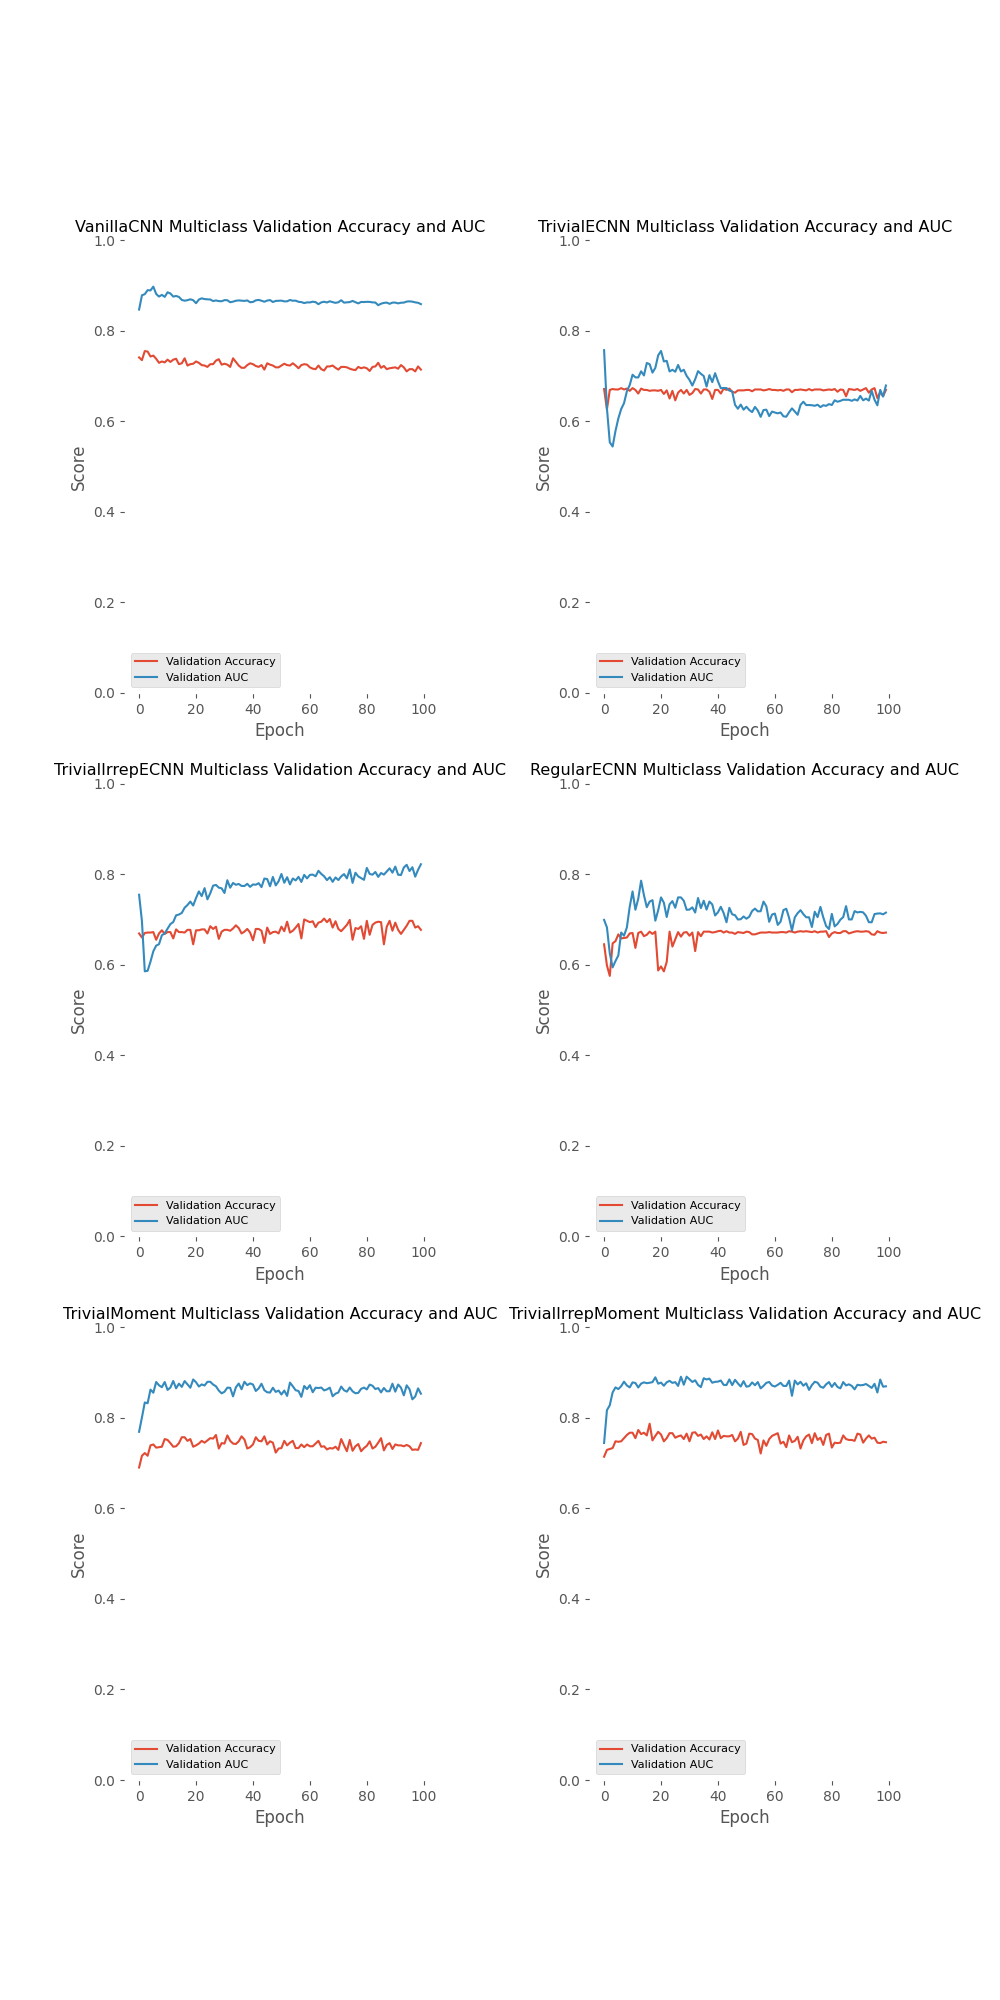 VanillaCNN Multiclass Validation Accuracy and AUC
1.0
0.8
0.6
0.4
0.2
0.0
Score
0 20 40 60 80 100
Epoch
Validation Accuracy
Validation AUC
TrivialECNN Multiclass Validation Accuracy and AUC
1.0
0.8
0.6
0.4
0.2
0.0
Score
0 20 40 60 80 100
Epoch
Validation Accuracy
Validation AUC
TrivialIrrepECNN Multiclass Validation Accuracy and AUC
1.0
0.8
0.6
0.4
0.2
0.0
Score
0 20 40 60 80 100
Epoch
Validation Accuracy
Validation AUC
RegularECNN Multiclass Validation Accuracy and AUC
1.0
0.8
0.6
0.4
0.2
0.0
Score
0 20 40 60 80 100
Epoch
Validation Accuracy
Validation AUC
TrivialMoment Multiclass Validation Accuracy and AUC
1.0
0.8
0.6
0.4
0.2
0.0
Score
0 20 40 60 80 100
Epoch
Validation Accuracy
Validation AUC
TrivialIrrepMoment Multiclass Validation Accuracy and AUC
1.0
0.8
0.6
0.4
0.2
0.0
Score
0 20 40 60 80 100
Epoch
Validation Accuracy
Validation AUC